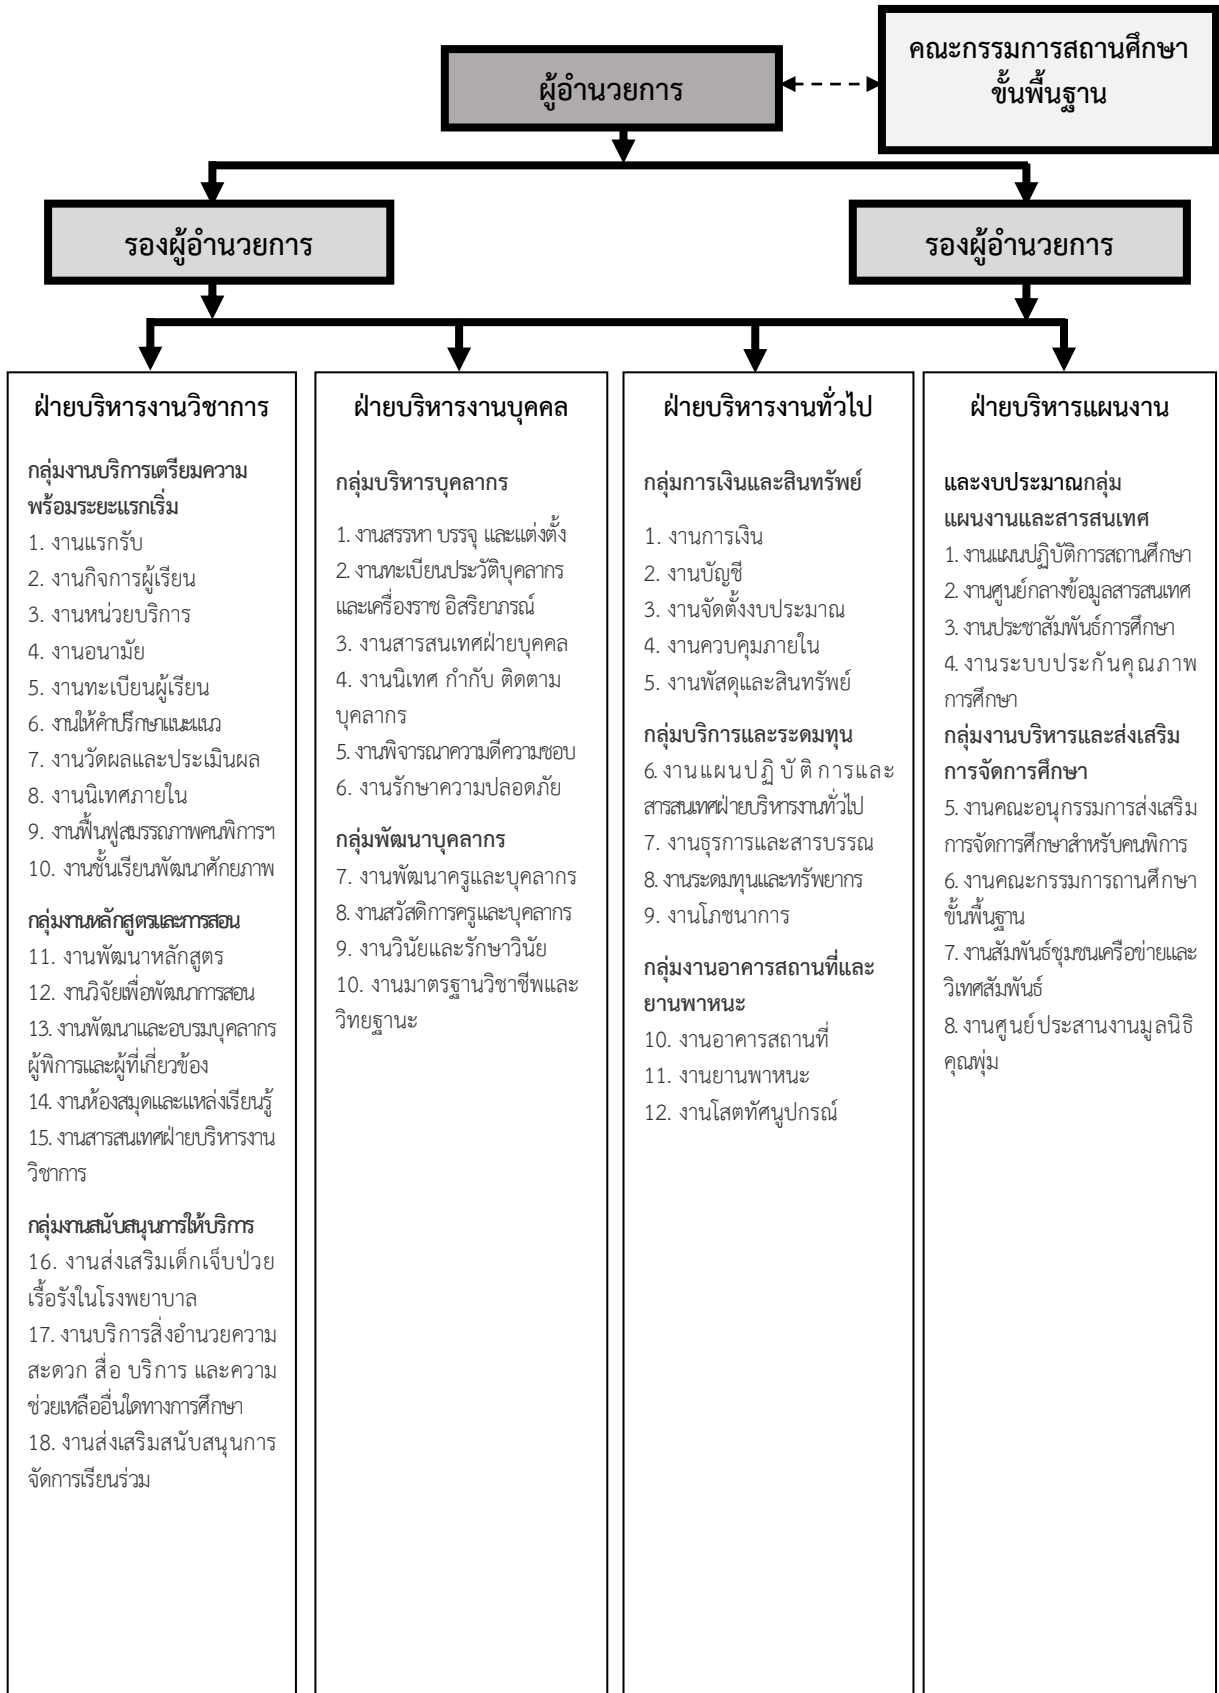 ผู้อำนวยการ
คณะกรรมการสถานศึกษา
ขั้นพื้นฐาน
รองผู้อำนวยการ
รองผู้อำนวยการ
ฝ่ายบริหารงานวิชาการ
กลุ่มงานบริการเตรียมความ
พร้อมระยะแรกเริ่ม
1. งานแรกรับ
2. งานกิจการผู้เรียน
3. งานหน่วยบริการ
4. งานอนามัย
5. งานทะเบียนผู้เรียน
6. งานให้คำปรึกษาแนะแนว
7. งานวัดผลและประเมินผล
8. งานนิเทศภายใน
9. งานฟื้นฟูสมรรถภาพคนพิการฯ
10. งานชั้นเรียนพัฒนาศักยภาพ
กลุ่มงานหลักสูตรและการสอน
11. งานพัฒนาหลักสูตร
12. งานวิจัยเพื่อพัฒนาการสอน
13. งานพัฒนาและอบรมบุคลากร
ผู้พิการและผู้ที่เกี่ยวข้อง
14. งานห้องสมุดและแหล่งเรียนรู้
15. งานสารสนเทศฝ่ายบริหารงาน
วิชาการ
กลุ่มงานสนับสนุนการให้บริการ
16. งานส่งเสริมเด็กเจ็บป่วย
เรื้อรังในโรงพยาบาล
17. งานบริการสิ่งอำนวยความ
สะดวก สื่อ บริการ และความ
ช่วยเหลืออื่นใดทางการศึกษา
18. งานส่งเสริมสนับสนุนการ
จัดการเรียนร่วม
ฝ่ายบริหารงานบุคคล
กลุ่มบริหารบุคลากร
1. งานสรรหา บรรจุ และแต่งตั้ง
2. งานทะเบียนประวัติบุคลากร
และเครื่องราช อิสริยาภรณ์
3. งานสารสนเทศฝ่ายบุคคล
4. งานนิเทศ กำกับ ติดตาม
บุคลากร
5. งานพิจารณาความดีความชอบ
6. งานรักษาความปลอดภัย
กลุ่มพัฒนาบุคลากร
7. งานพัฒนาครูและบุคลากร
8. งานสวัสดิการครูและบุคลากร
9. งานวินัยและรักษาวินัย
10. งานมาตรฐานวิชาชีพและ
วิทยฐานะ
ฝ่ายบริหารงานทั่วไป
กลุ่มการเงินและสินทรัพย์
1. งานการเงิน
2. งานบัญชี
3. งานจัดตั้งงบประมาณ
4. งานควบคุมภายใน
5. งานพัสดุและสินทรัพย์
กลุ่มบริการและระดมทุน
6. งานแผนปฏิบัติการและ
สารสนเทศฝ่ายบริหารงานทั่วไป
7. งานธุรการและสารบรรณ
8. งานระดมทุนและทรัพยากร
9. งานโภชนาการ
กลุ่มงานอาคารสถานที่และ
ยานพาหนะ
10. งานอาคารสถานที่
11. งานยานพาหนะ
12. งานโสตทัศนูปกรณ์
ฝ่ายบริหารแผนงาน
และงบประมาณกลุ่ม
แผนงานและสารสนเทศ
1. งานแผนปฏิบัติการสถานศึกษา
2. งานศูนย์กลางข้อมูลสารสนเทศ
3. งานประชาสัมพันธ์การศึกษา
4. งานระบบประกันคุณภาพ
การศึกษา
กลุ่มงานบริหารและส่งเสริม
การจัดการศึกษา
5. งานคณะอนุกรรมการส่งเสริม
การจัดการศึกษาสำหรับคนพิการ
6. งานคณะกรรมการถานศึกษา
ขั้นพื้นฐาน
7. งานสัมพันธ์ชุมชนเครือข่ายและ
วิเทศสัมพันธ์
8. งานศูนย์ประสานงานมูลนิธิ
คุณพุ่ม